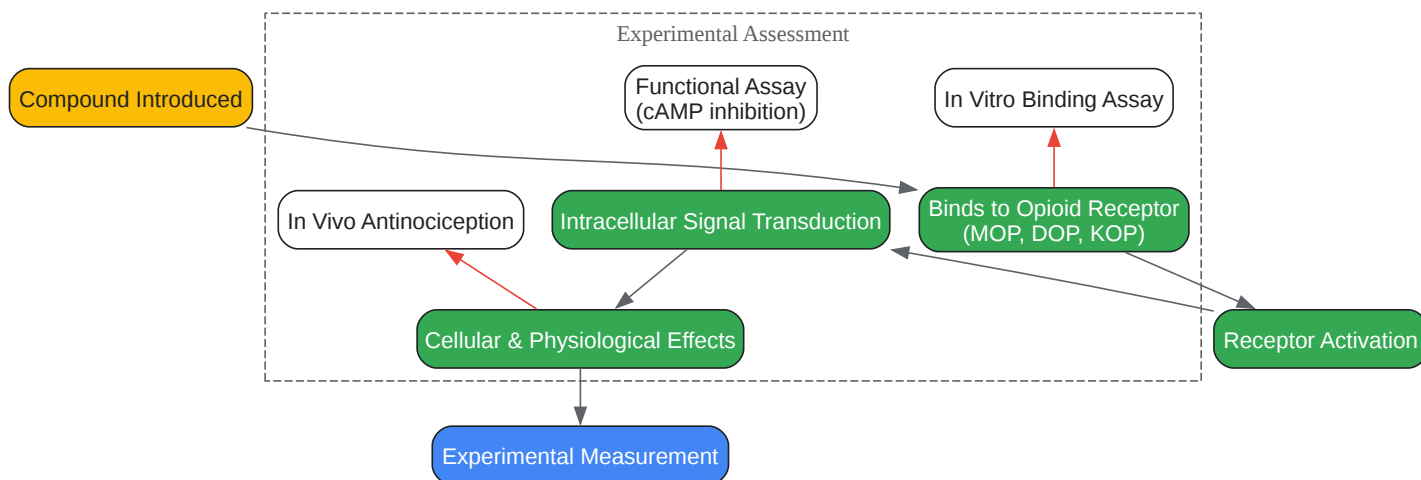 Experimental Assessment
Compound Introduced
Functional Assay
(cAMP inhibition)
In Vitro Binding Assay
In Vivo Antinociception
Intracellular Signal Transduction
Binds to Opioid Receptor
(MOP, DOP, KOP)
Cellular & Physiological Effects
Receptor Activation
Experimental Measurement